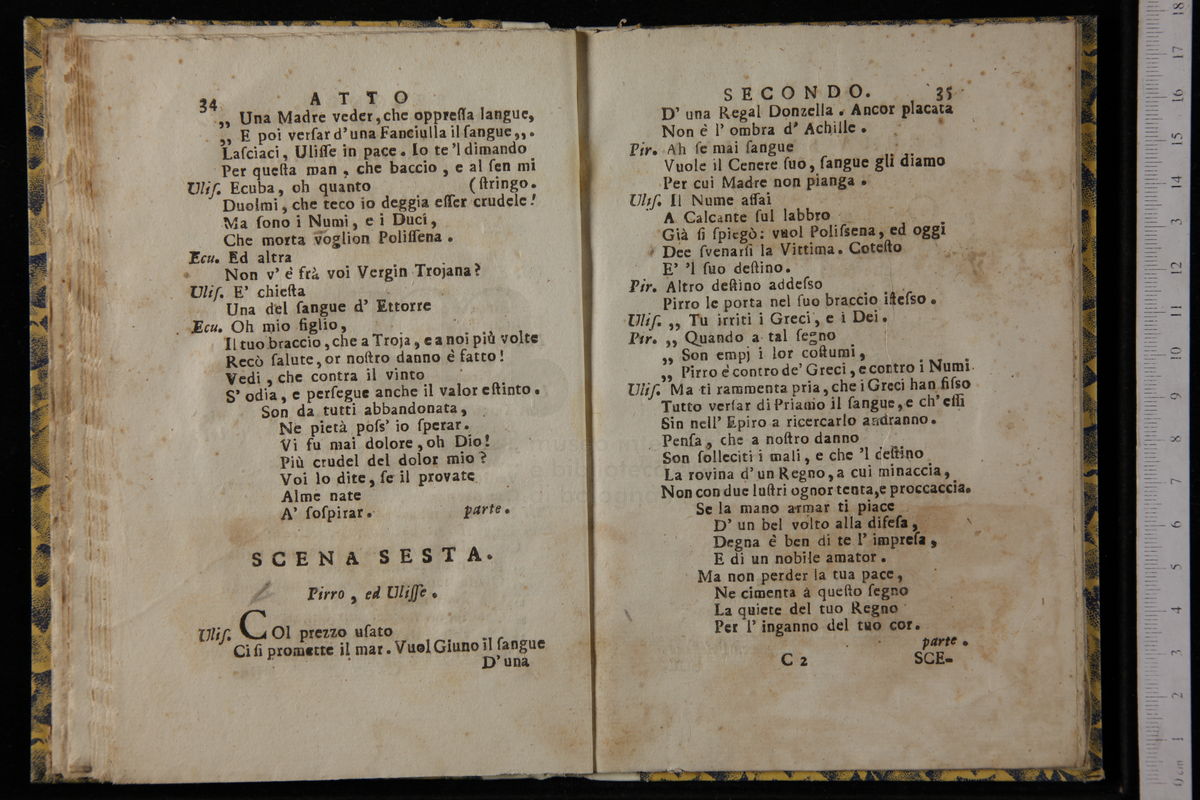 34 ATTO
„ Una Madre veder, che oppreſſa langue,
„ E poi verſar d'una Fanciulla il ſangue„.
Laſciaci, Uliſſe in pace. Io te 'l dimando
Per queſta man, che baccio, e al ſen mi
Uliſ. Ecuba, oh quanto (ſtringo.
Duolmi, che teco io deggia eſſer crudele!
Ma ſono i Numi, e i Duci,
Che morta voglion Poliſſena.
Ecu. Ed altra
Non v' è frà voi Vergin Trojana?
Uliſ. E' chieſta
Una del ſangue d' Ettorre
Ecu. Oh mio figlio,
Il tuo braccio, che a Troja, e a noi più volte
Recò ſalute, or noſtro danno è fatto!
Vedi, che contra il vinto
S' odia, e perſegue anche il valor eſtinto.
Son da tutti abbandonata,
Ne pietà poſs' io ſperar.
Vi fu mai dolore, oh Dio!
Più crudel del dolor mio?
Voi lo dite, ſe il provate
Alme nate
A' ſoſpirar. parte.
SCENA SESTA.
Pirro, ed Uliſſe.
Uliſ. COl prezzo uſato
Ci ſi promette il mar. Vuol Giuno il ſangue
D'una
SECONDO. 35
D' una Regal Donzella. Ancor placata
Non è l' ombra d' Achille.
Pir. Ah ſe mai ſangue
Vuole il Cenere ſuo, ſangue gli diamo
Per cui Madre non pianga.
Uliſ. Il Nume aſſai
A Calcante ſul labbro
Già ſi ſpiegò: vuol Poliſsena, ed oggi
Dee ſvenarſi la Vittima. Coteſto
E' 'l ſuo deſtino.
Pir. Altro deſtino addeſso
Pirro le porta nel ſuo braccio iſteſso.
Uliſ. „ Tu irriti i Greci, e i Dei.
Pir. „ Quando a tal ſegno
„ Son empj i lor coſtumi,
„ Pirro è contro de' Greci, e contro i Numi.
Uliſ. Ma ti rammenta pria, che i Greci han fiſso
Tutto verſar di Priamo il ſangue, e ch' eſſi
Sin nell' Epiro a ricercarlo andranno.
Penſa, che a noſtro danno
Son ſolleciti i mali, e che 'l deſtino
La rovina d' un Regno, a cui minaccia,
Non con due luſtri ognor tenta, e proccaccia.
Se la mano armar ti piace
D' un bel volto alla difeſa,
Degna è ben di te l' impreſa,
E di un nobile amator.
Ma non perder la tua pace,
Ne cimenta à queſto ſegno
La quiete del tuo Regno
Per l' inganno del tuo cor.
parte.
C 2 SCE-